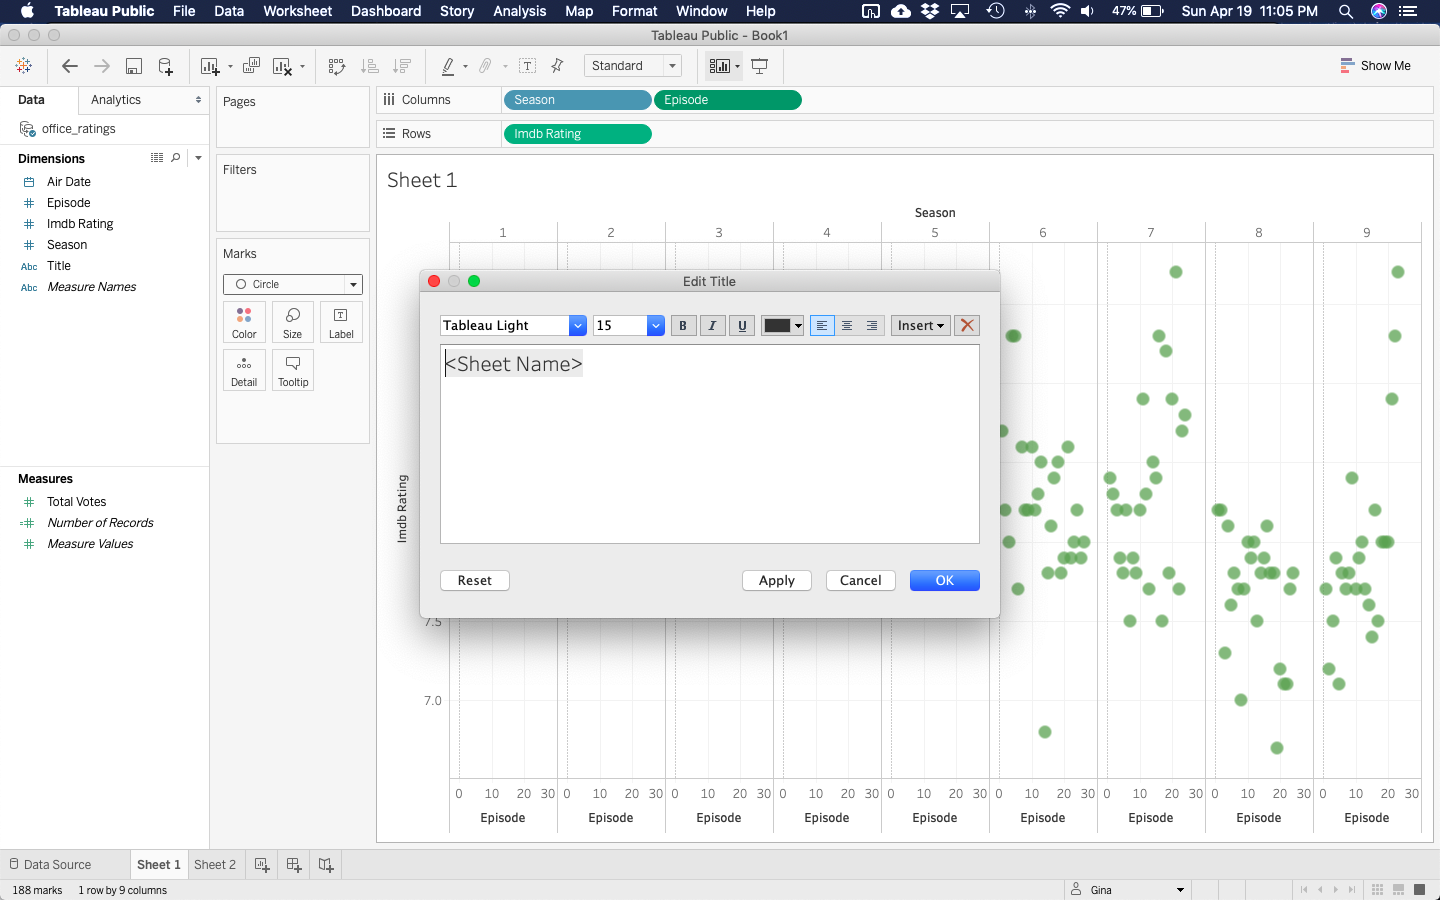 Tableau Public File Data Worksheet Dashboard Story Analysis Map Format Window Help 47% Sun Apr 19 11:05 PM
Tableau Public - Book1
Standard
Show Me
Data Analytics
office_ratings
Dimensions
Air Date
Episode
Imdb Rating
Season
Title
Measure Names
Measures
Total Votes
Number of Records
Measure Values
Pages
Filters
Marks
Circle
Color Size Label
Detail Tooltip
Columns Season Episode
Rows Imdb Rating
Sheet 1
Season
1 2 3 4 5 6 7 8 9
Imdb Rating
7.5
7.0
0 10 20 30 0 10 20 30 0 10 20 30 0 10 20 30 0 10 20 30 0 10 20 30 0 10 20 30 0 10 20 30 0 10 20 30
Episode Episode Episode Episode Episode Episode Episode Episode Episode
Edit Title
Tableau Light 15 B I U Insert
<Sheet Name>
Reset Apply Cancel OK
Data Source Sheet 1 Sheet 2
188 marks 1 row by 9 columns Gina